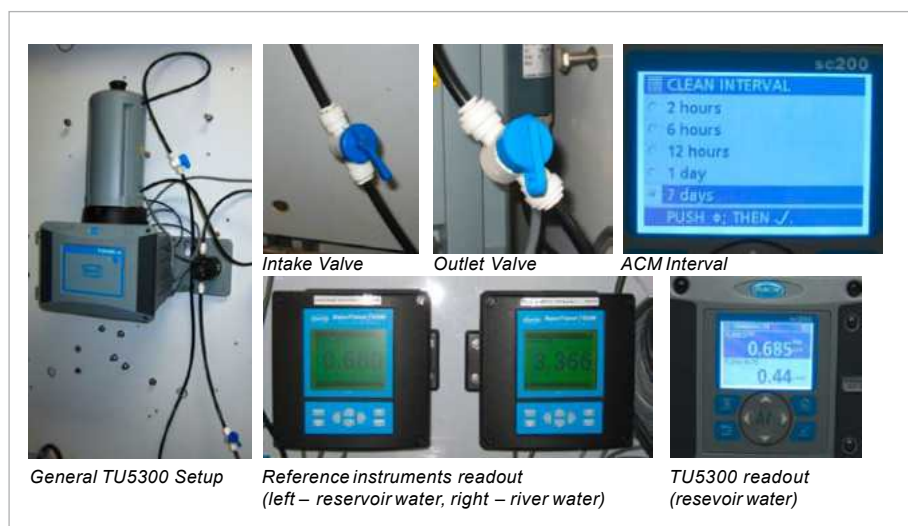 sc200
CLEAN INTERVAL
2 hours
6 hours
12 hours
1 day
7 days
PUSH ⌽; THEN ✓.
Intake Valve
Outlet Valve
ACM Interval
0.680
3.366
sc200
0.685
0.44
General TU5300 Setup
Reference instruments readout
(left – reservoir water, right – river water)
TU5300 readout
(resevoir water)